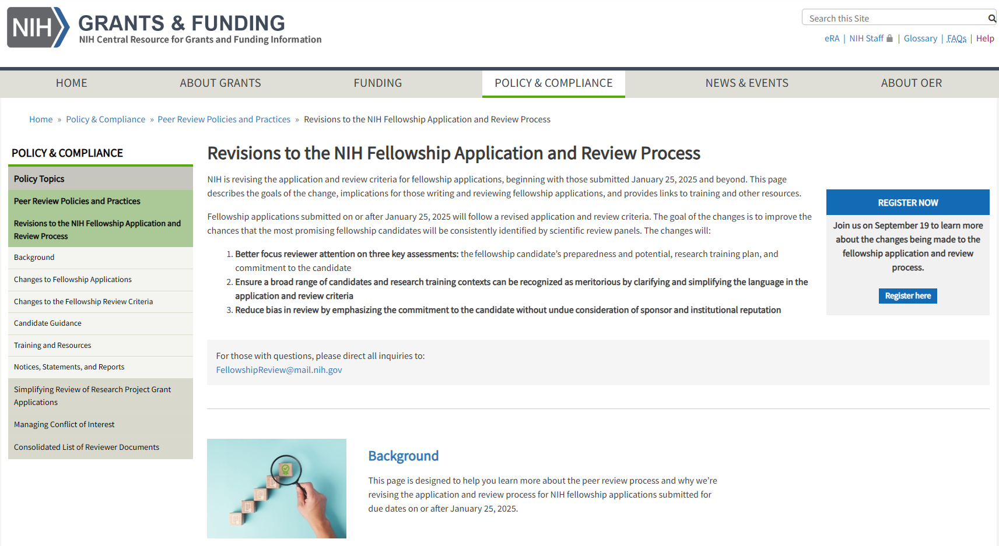 NIH GRANTS & FUNDING
NIH Central Resource for Grants and Funding Information
Search this Site
eRA | NIH Staff | Glossary | FAQs | Help
HOME ABOUT GRANTS FUNDING POLICY & COMPLIANCE NEWS & EVENTS ABOUT OER
Home » Policy & Compliance » Peer Review Policies and Practices » Revisions to the NIH Fellowship Application and Review Process
POLICY & COMPLIANCE
Policy Topics
Peer Review Policies and Practices
Revisions to the NIH Fellowship Application and
Review Process
Background
Changes to Fellowship Applications
Changes to the Fellowship Review Criteria
Candidate Guidance
Training and Resources
Notices, Statements, and Reports
Simplifying Review of Research Project Grant
Applications
Managing Conflict of Interest
Consolidated List of Reviewer Documents
Revisions to the NIH Fellowship Application and Review Process
NIH is revising the application and review criteria for fellowship applications, beginning with those submitted January 25, 2025 and beyond. This page
describes the goals of the change, implications for those writing and reviewing fellowship applications, and provides links to training and other resources.
Fellowship applications submitted on or after January 25, 2025 will follow a revised application and review criteria. The goal of the changes is to improve the
chances that the most promising fellowship candidates will be consistently identified by scientific review panels. The changes will:
1. Better focus reviewer attention on three key assessments: the fellowship candidate’s preparedness and potential, research training plan, and
commitment to the candidate
2. Ensure a broad range of candidates and research training contexts can be recognized as meritorious by clarifying and simplifying the language in the
application and review criteria
3. Reduce bias in review by emphasizing the commitment to the candidate without undue consideration of sponsor and institutional reputation
REGISTER NOW
Join us on September 19 to learn more
about the changes being made to the
fellowship application and review
process.
Register here
For those with questions, please direct all inquiries to:
FellowshipReview@mail.nih.gov
Background
This page is designed to help you learn more about the peer review process and why we’re
revising the application and review process for NIH fellowship applications submitted for
due dates on or after January 25, 2025.